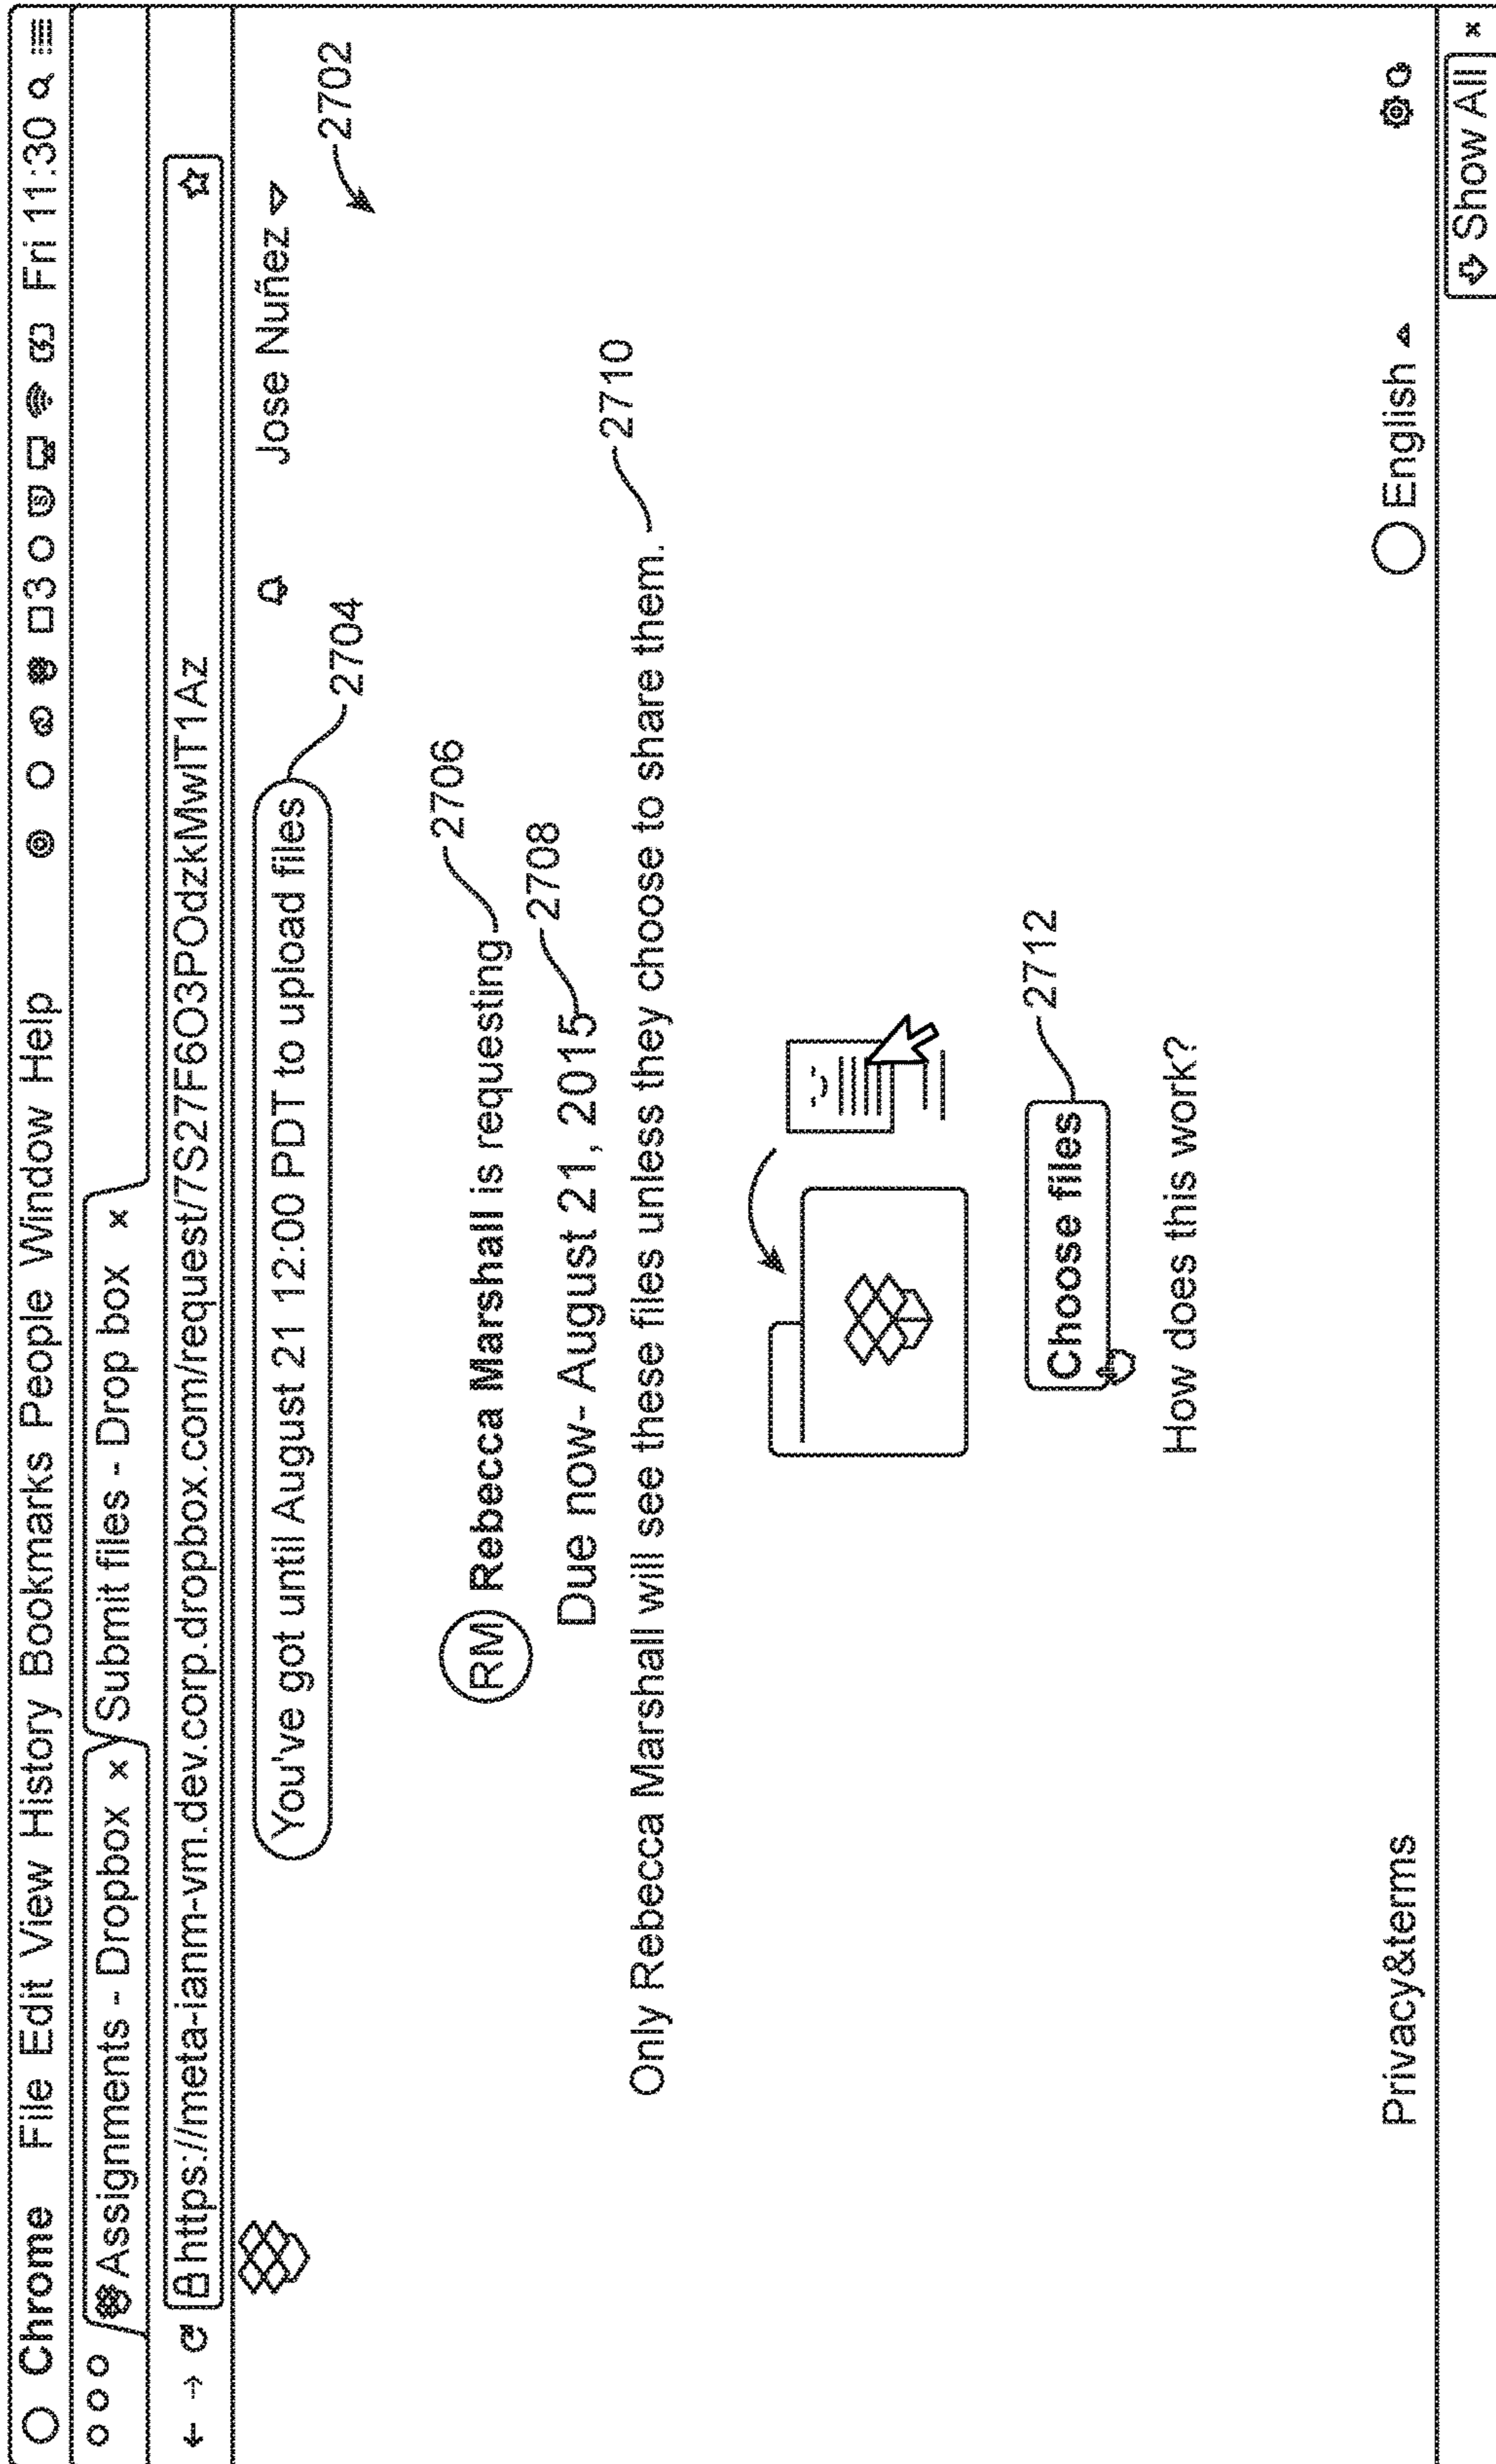 Chrome File Edit View History Bookmarks People Window Help 3 Fri 11:30
Assignments - Dropbox x Submit files - Drop box x
https://meta-ianm-vm.dev.corp.dropbox.com/request/7S27F6O3POdzkMwlT1Az
You've got until August 21 12:00 PDT to upload files
Jose Nuñez
2702
2704
2706
RM Rebecca Marshall is requesting
2708
Due now- August 21, 2015
2710
Only Rebecca Marshall will see these files unless they choose to share them.
2712
Choose files
How does this work?
Privacy&terms English
Show All x